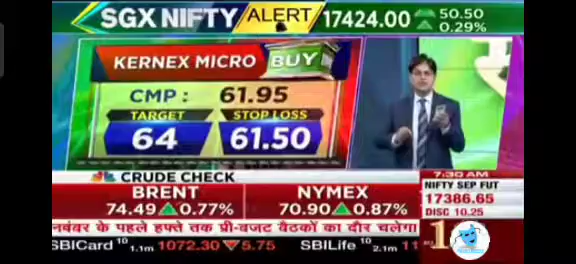 SGX NIFTY ALERT 17424.00 50.50
0.29%
KERNEX MICRO BUY
CMP : 61.95
TARGET STOP LOSS
64 61.50
CRUDE CHECK 7:30 AM
BRENT NYMEX
74.49 0.77% 70.90 0.87%
NIFTY SEP FUT
17386.65
DISC 10.25
नवंबर के पहले हफ्ते तक प्री-बजट बैठकों का दौर चलेगा
SBICard 10 1.1m 1072.30 5.75 SBILife 10 2.1m 11